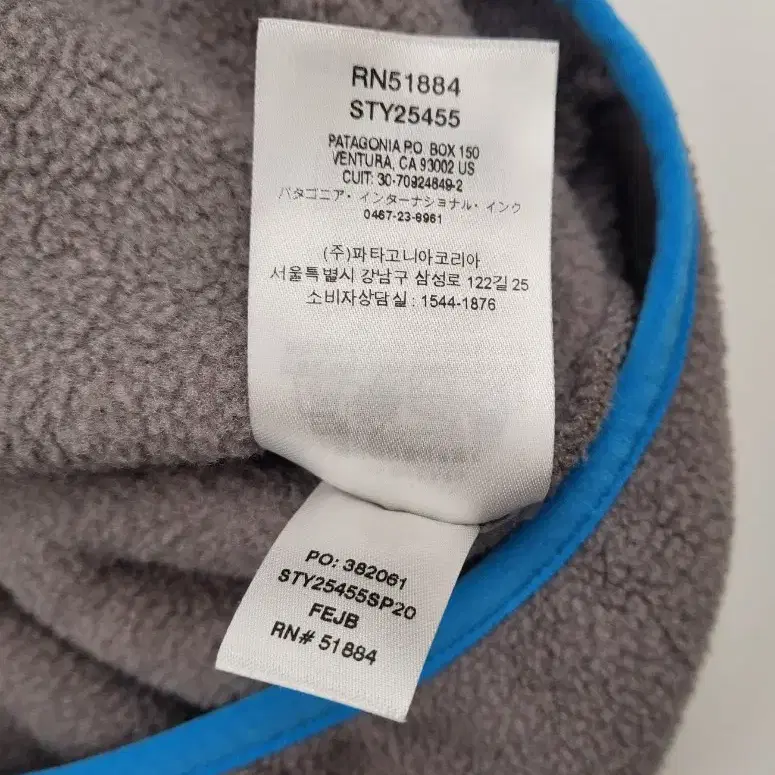 RN51884
STY25455
PATAGONIA P.O. BOX 150
VENTURA, CA 93002 US
CUIT: 30-70924849-2
パタゴニア・インターナショナル・インク
0467-23-8961
(주)파타고니아코리아
서울특별시 강남구 삼성로 122길 25
소비자상담실 : 1544-1876
PO: 382061
STY25455SP20
FEJB
RN# 51884